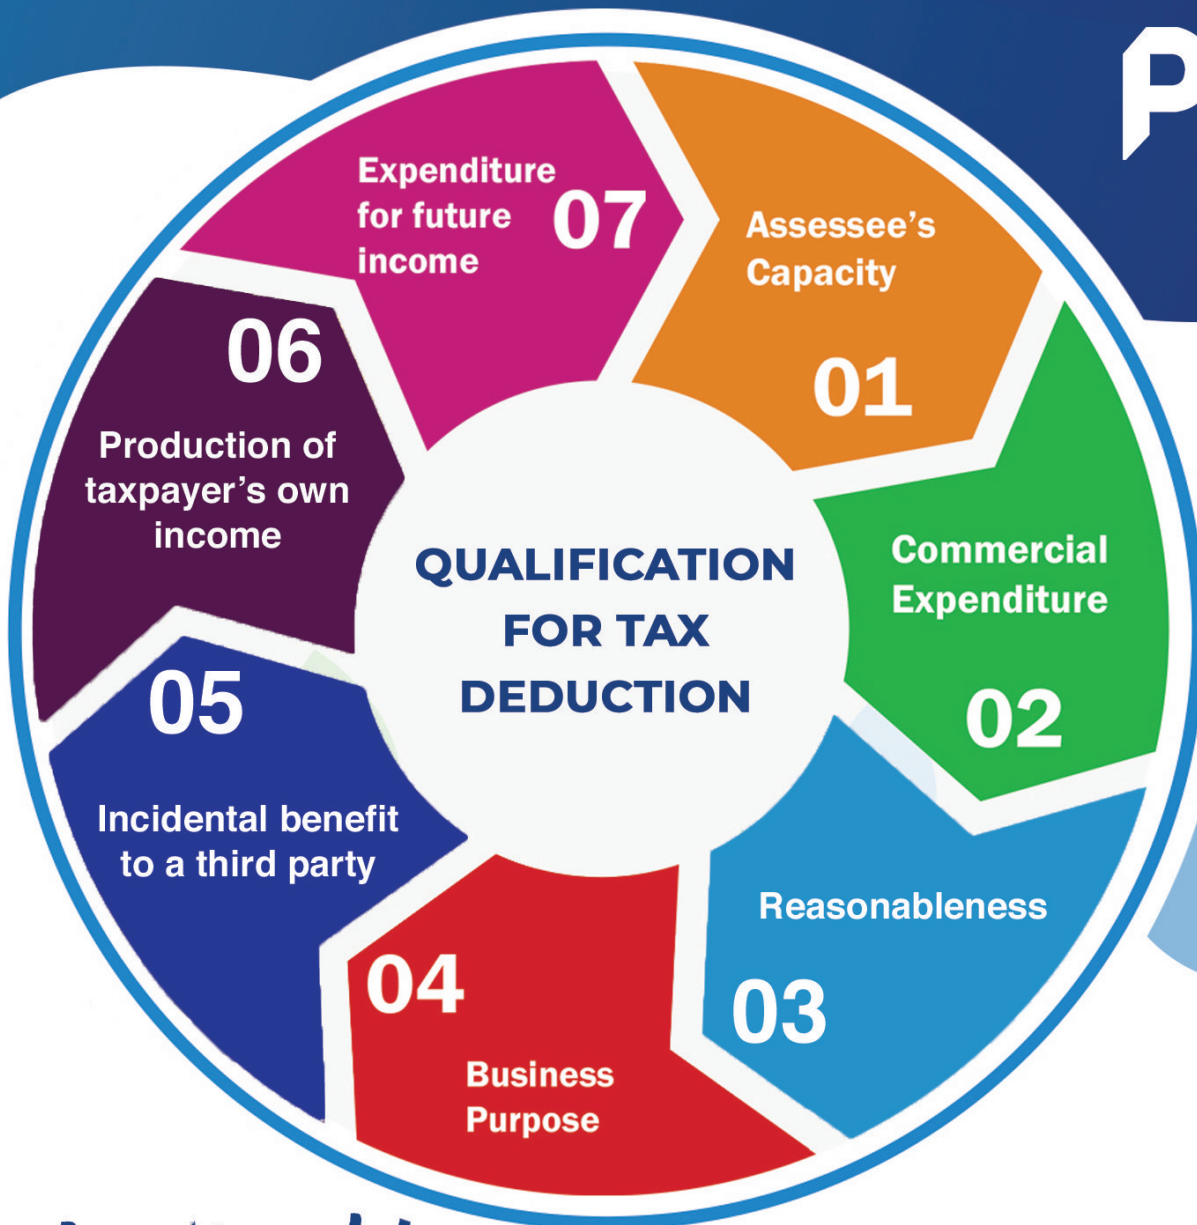 P
Assessee's
Capacity
01
Commercial
Expenditure
02
Reasonableness
03
04
Business
Purpose
05
Incidental benefit
to a third party
06
Production of
taxpayer's own
income
Expenditure
for future
income
07
QUALIFICATION
FOR TAX
DEDUCTION